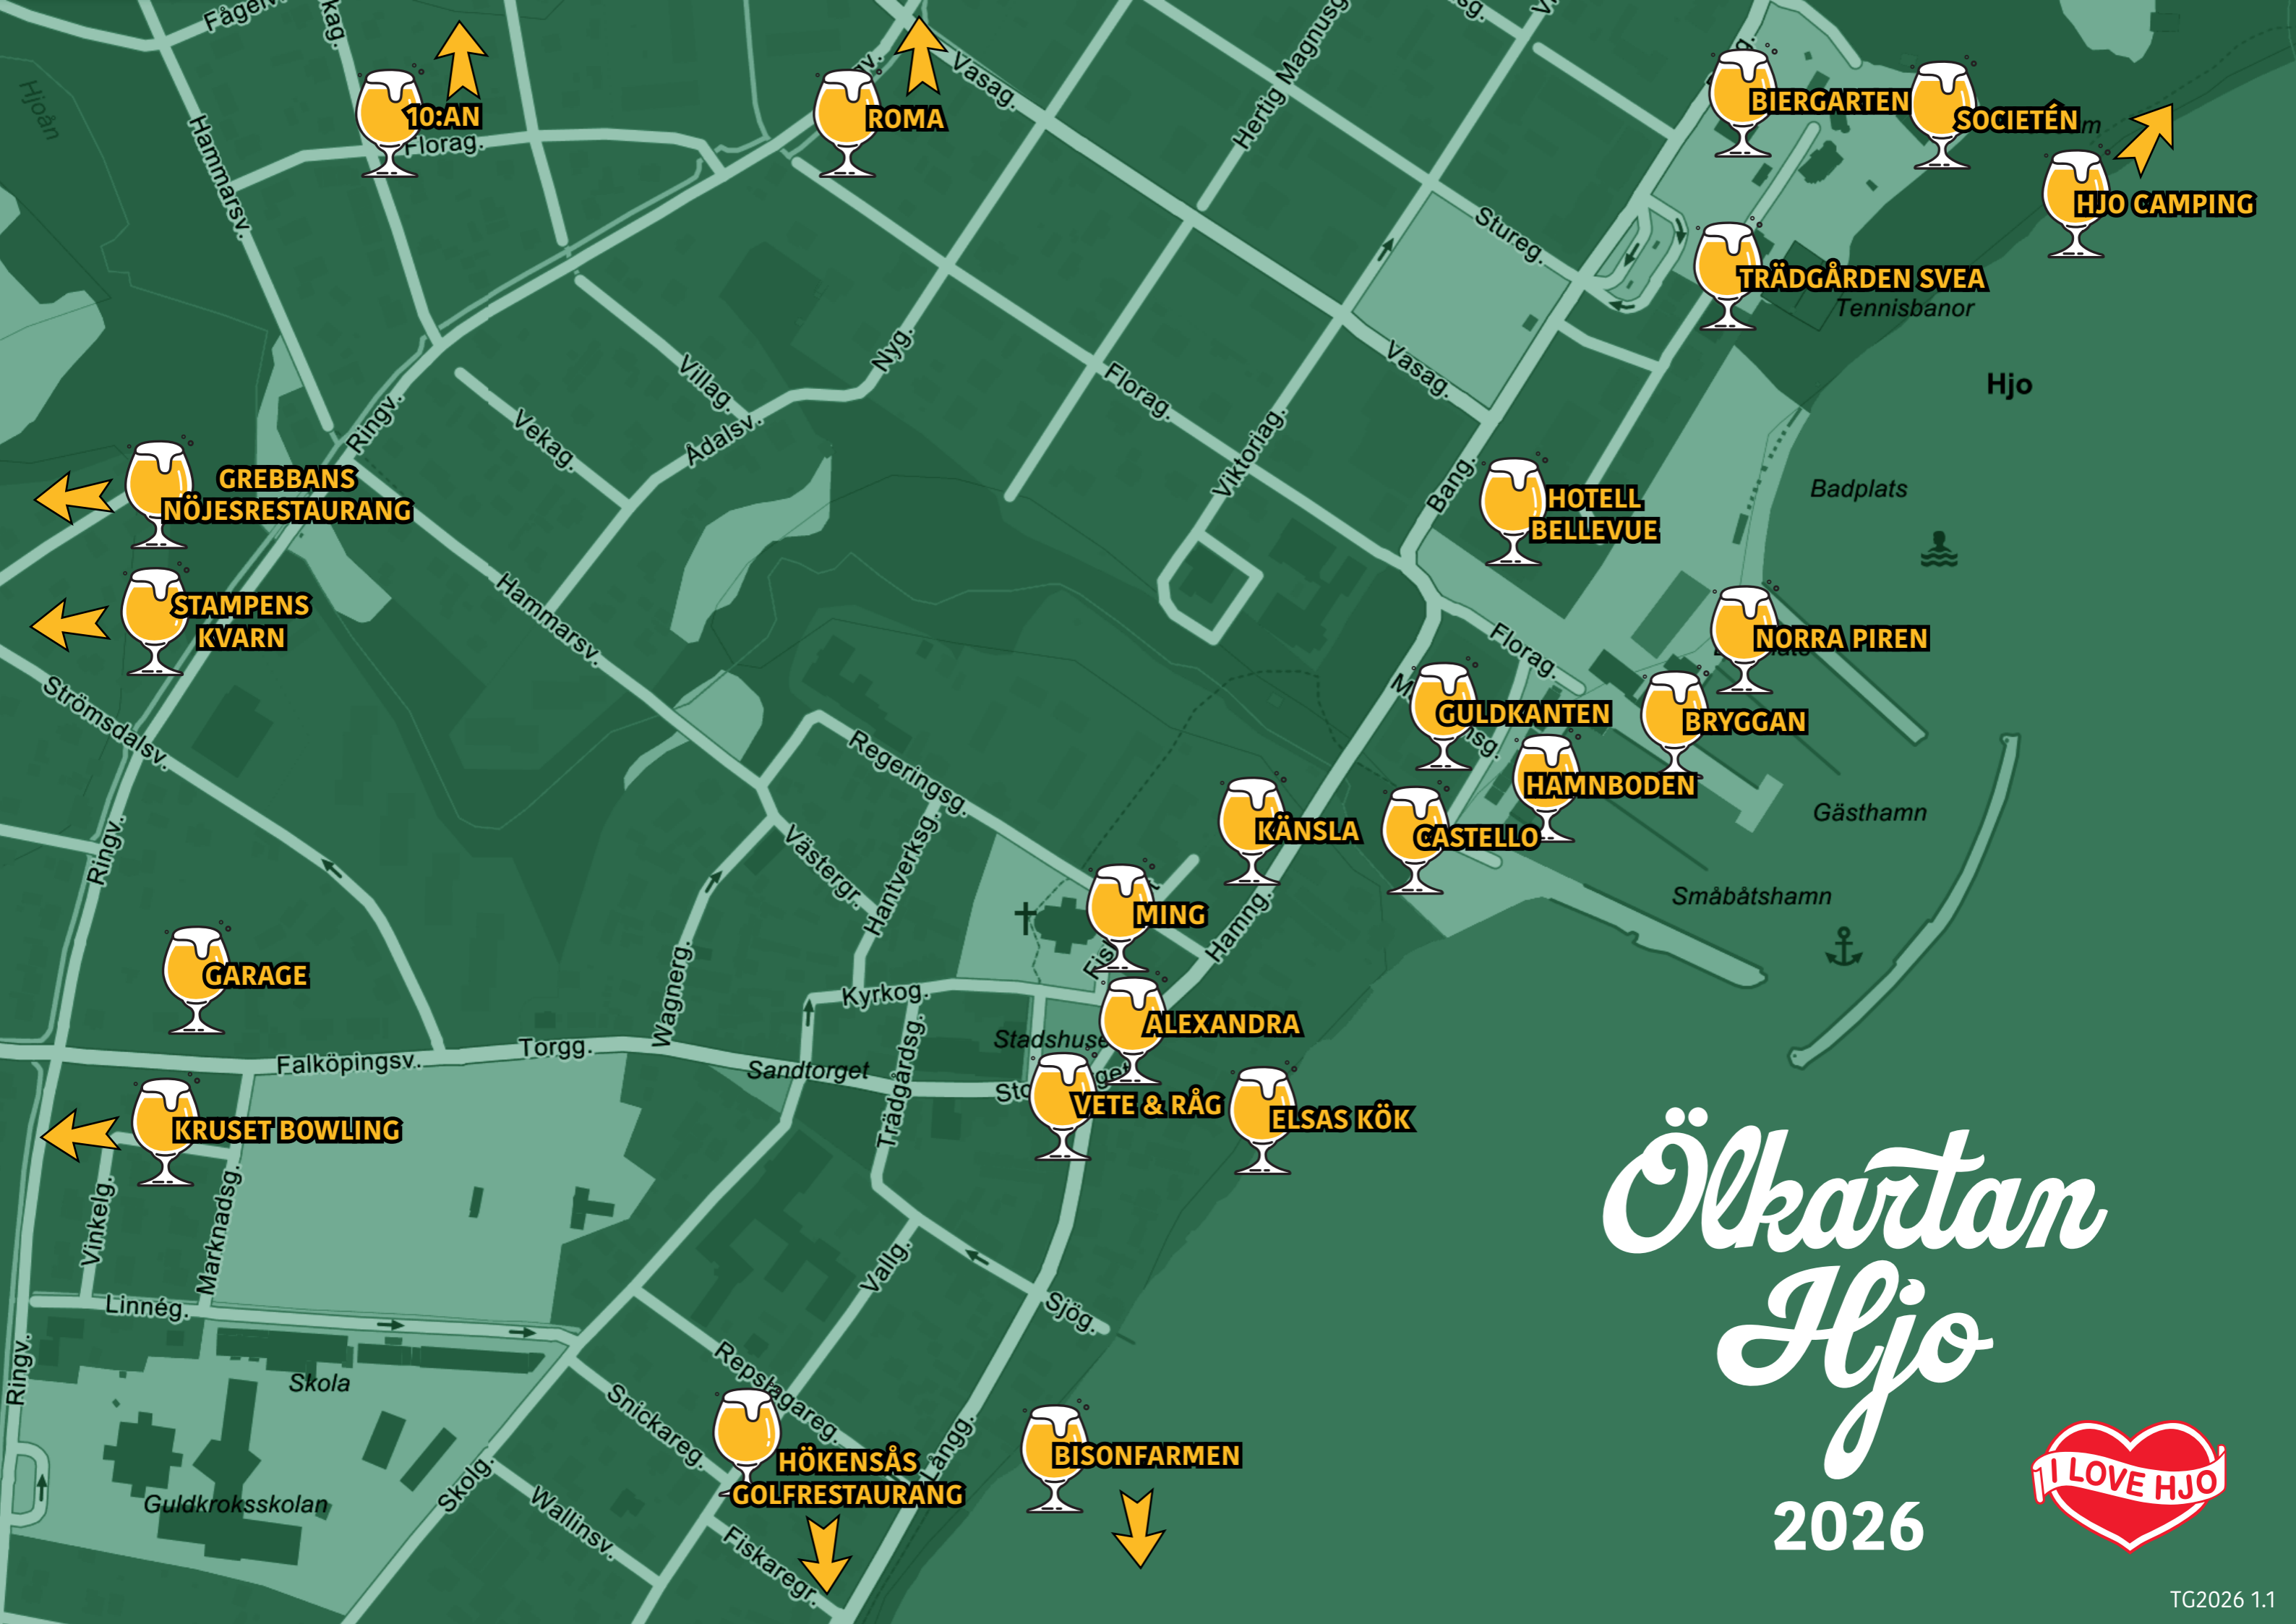 Hjoån
Hammarsv.
10:AN
Florag.
ROMA
Vasag.
Hertig Magnusg
BIERGARTEN
SOCIETÉN
HJO CAMPING
Stureg.
TRÄDGÅRDEN SVEA
Tennisbanor
Hjo
Nyg.
Villag.
Vekag.
Ådalsv.
Ringv.
Florag.
Vasag.
Viktoriag.
Bang.
Badplats
GREBBANS
NÖJESRESTAURANG
HOTELL
BELLEVUE
STAMPENS
KVARN
Hammarsv.
Florag.
NORRA PIREN
Strömsdalsv.
GULDKANTEN
BRYGGAN
HAMNBODEN
Regeringsg.
Gästhamn
KÄNSLA
CASTELLO
Ringv.
Västergr.
Hantverksg.
Småbåtshamn
MING
Hamng.
GARAGE
Wagnerg.
Kyrkog.
ALEXANDRA
Stadshuse
Falköpingsv.
Torgg.
Sandtorget
Trädgårdsg.
VETE & RÅG
ELSAS KÖK
KRUSET BOWLING
Vinkelg.
Marknadsg.
Vallg.
Linnég.
Sjög.
Ölkartan
Hjo
2026
Ringv.
Skola
Repslagareg.
Snickareg.
Långg.
HÖKENSÅS
GOLFRESTAURANG
BISONFARMEN
I LOVE HJO
Guldkroksskolan
Skolg.
Wallinsv.
Fiskaregr.
TG2026 1.1